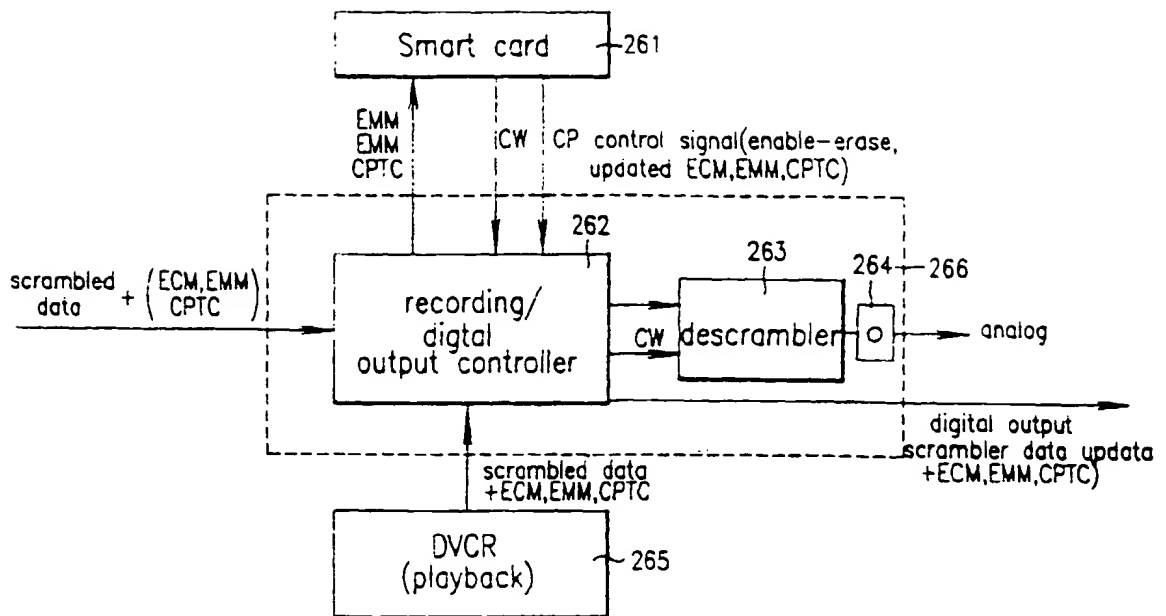 Smart card
261
EMM
EMM
CPTC
CW
CP control signal(enable-erase,
updated ECM,EMM,CPTC)
262
263
264
266
scrambled
data
+
(ECM,EMM
CPTC)
recording/
digtal
output controller
CW
descrambler
analog
digital output
scrambler data updata
+ECM,EMM,CPTC)
scrambled data
+ECM,EMM,CPTC
DVCR
(playback)
265